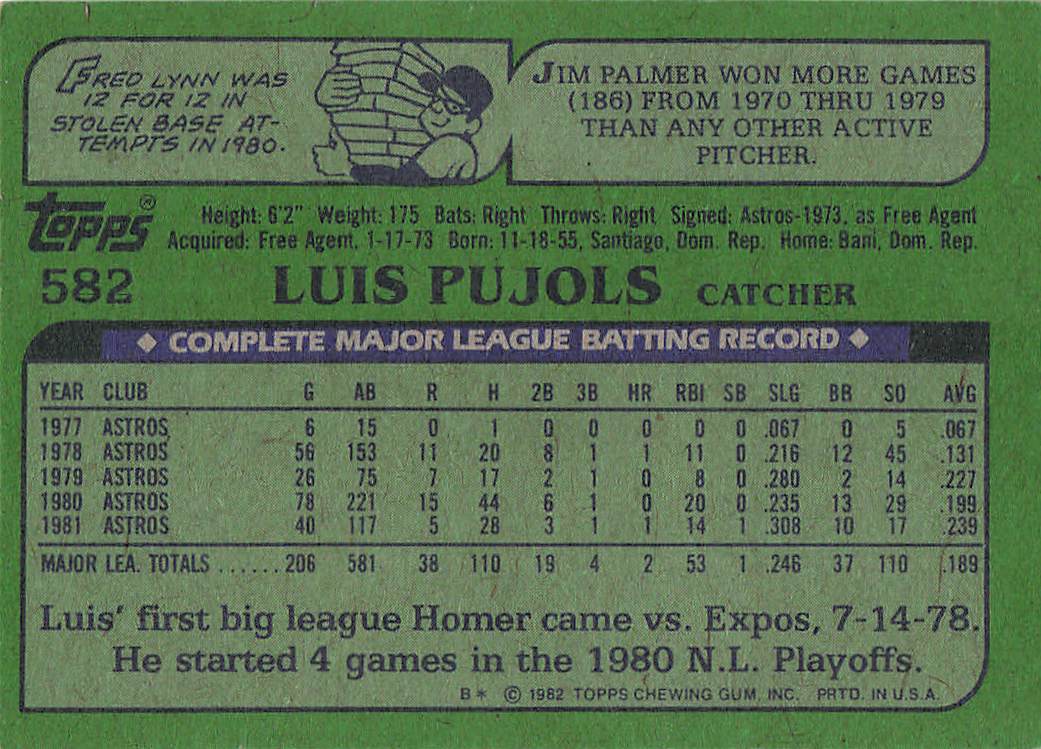 FRED LYNN WAS
12 FOR 12 IN
STOLEN BASE AT-
TEMPTS IN 1980.
JIM PALMER WON MORE GAMES
(186) FROM 1970 THRU 1979
THAN ANY OTHER ACTIVE
PITCHER.
topps®
Height: 6'2" Weight: 175 Bats: Right Throws: Right Signed: Astros-1973, as Free Agent
Acquired: Free Agent, 1-17-73 Born: 11-18-55, Santiago, Dom. Rep. Home: Bani, Dom. Rep.
582 LUIS PUJOLS CATCHER
◆ COMPLETE MAJOR LEAGUE BATTING RECORD ◆
YEAR CLUB G AB R H 2B 3B HR RBI SB SLG BB SO AVG
1977 ASTROS 6 15 0 1 0 0 0 0 0 .067 0 5 .067
1978 ASTROS 56 153 11 20 8 1 1 11 0 .216 12 45 .131
1979 ASTROS 26 75 7 17 2 1 0 8 0 .280 2 14 .227
1980 ASTROS 78 221 15 44 6 1 0 20 0 .235 13 29 .199
1981 ASTROS 40 117 5 28 3 1 1 14 1 .308 10 17 .239
MAJOR LEA. TOTALS ......206 581 38 110 19 4 2 53 1 .246 37 110 .189
Luis' first big league Homer came vs. Expos, 7-14-78.
He started 4 games in the 1980 N.L. Playoffs.
B* © 1982 TOPPS CHEWING GUM, INC. PRTD. IN U.S.A.